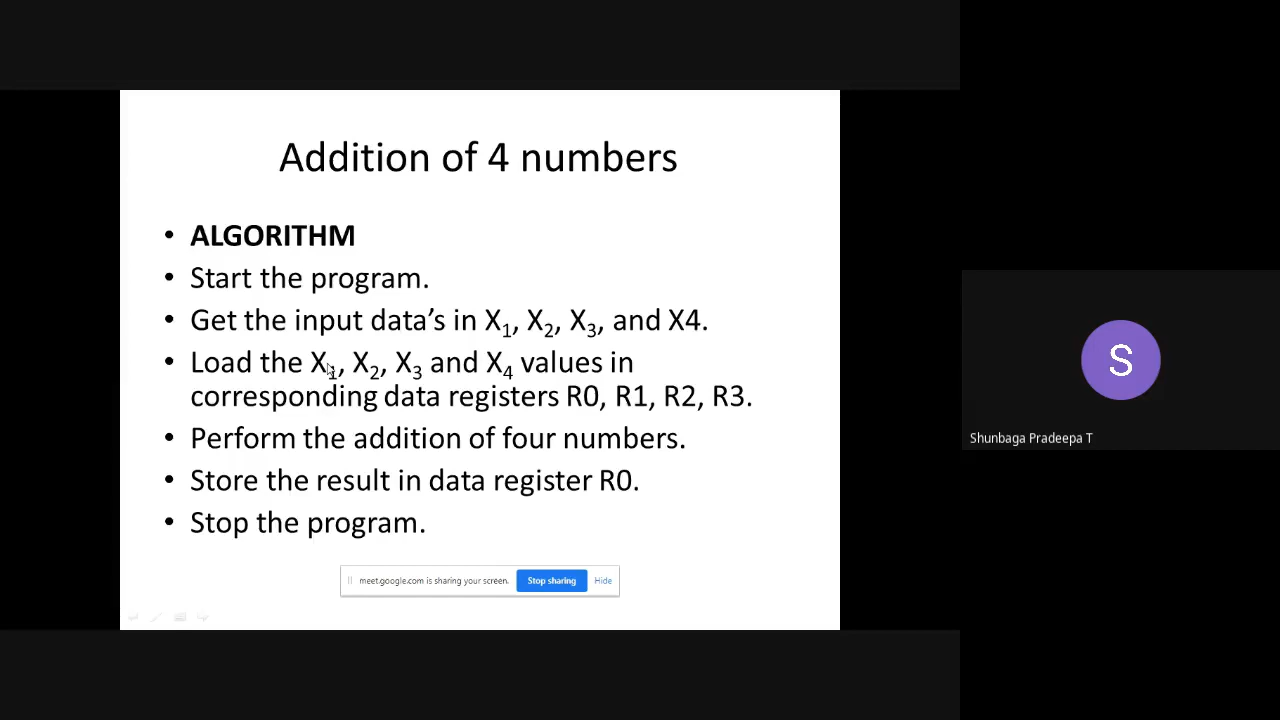 Addition of 4 numbers
• ALGORITHM
• Start the program.
• Get the input data's in X₁, X₂, X₃, and X4.
• Load the X₁, X₂, X₃ and X₄ values in
corresponding data registers R0, R1, R2, R3.
• Perform the addition of four numbers.
• Store the result in data register R0.
• Stop the program.
meet.google.com is sharing your screen. Stop sharing Hide
S
Shunbaga Pradeepa T